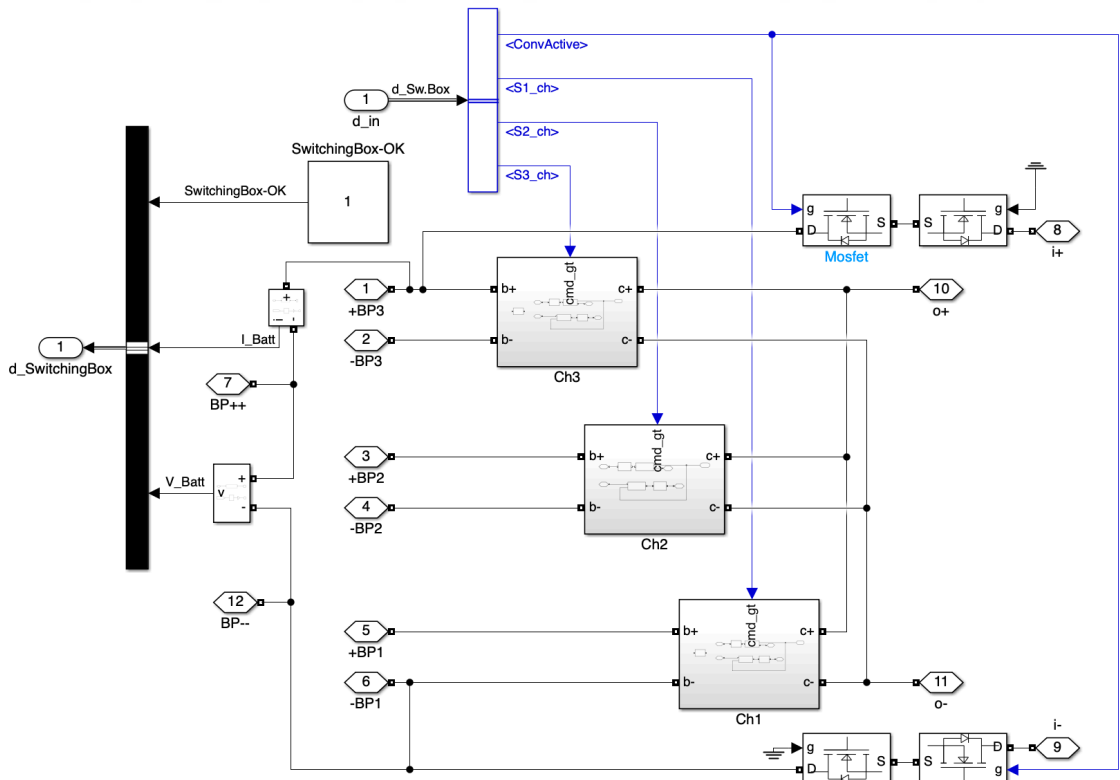 <ConvActive>
d_Sw.Box
<S1_ch>
1
d_in
<S2_ch>
SwitchingBox-OK
<S3_ch>
SwitchingBox-OK
1
g
S
S
g
D
D
8
Mosfet
i+
cmd_gt
+
-
1
b+
c+
10
+BP3
o+
I_Batt
2
b-
c-
1
-BP3
d_SwitchingBox
Ch3
7
BP++
cmd_gt
3
b+
c+
+BP2
V_Batt
v
+
-
4
b-
c-
-BP2
Ch2
12
BP--
cmd_gt
5
b+
c+
+BP1
6
b-
c-
11
-BP1
o-
Ch1
i-
g
D
9
S
S
D
g